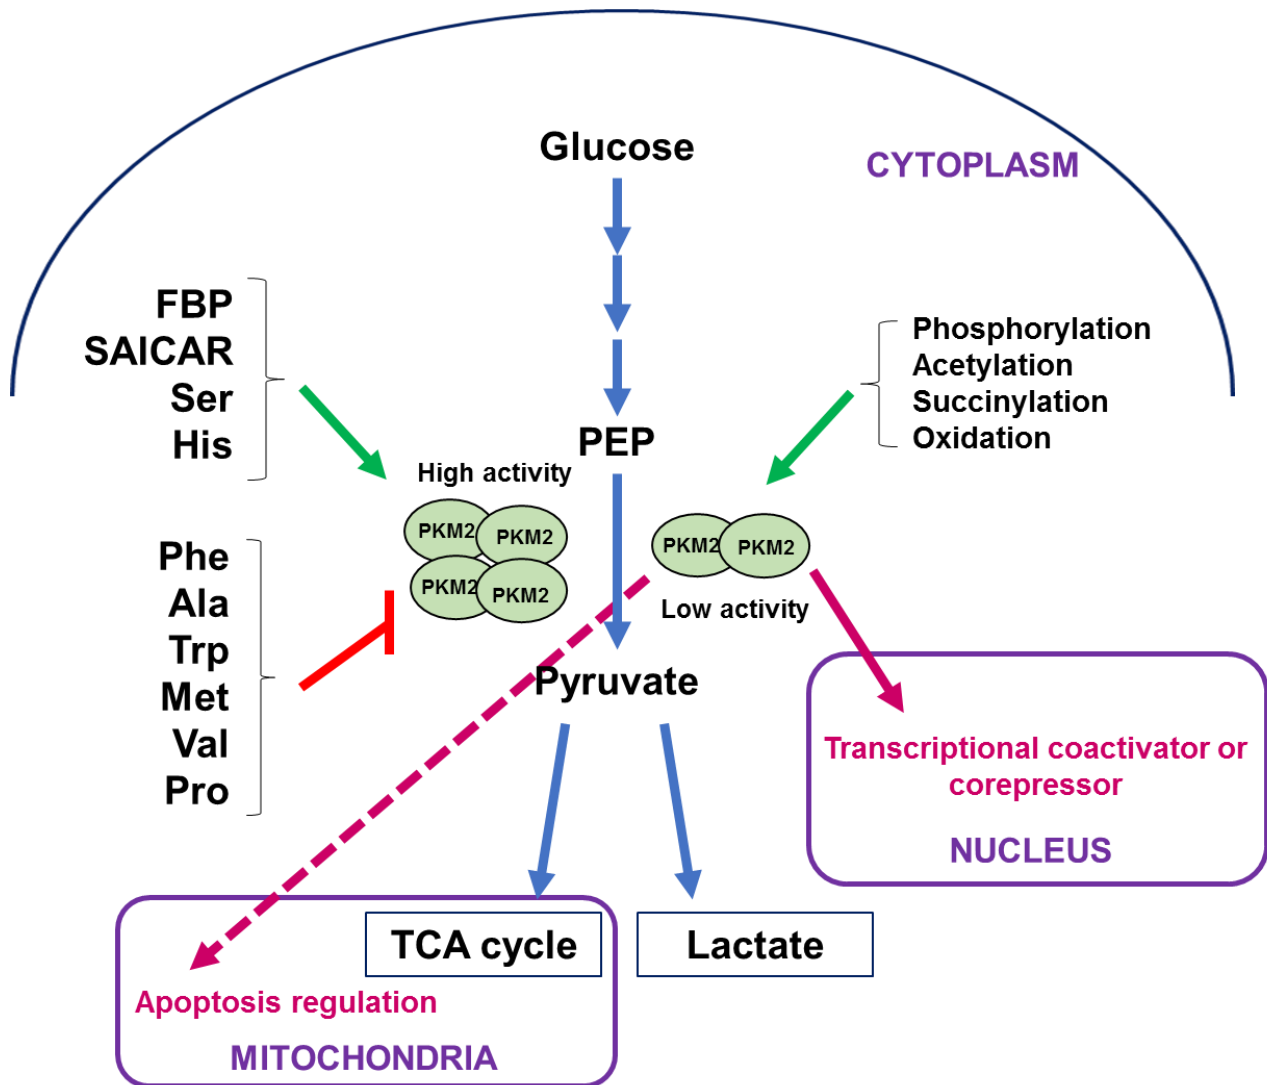 Glucose
CYTOPLASM
FBP
SAICAR
Ser
His
Phosphorylation
Acetylation
Succinylation
Oxidation
PEP
High activity
PKM2
PKM2
PKM2
PKM2
PKM2
PKM2
Low activity
Phe
Ala
Trp
Met
Val
Pro
Pyruvate
Transcriptional coactivator or
corepressor
NUCLEUS
TCA cycle
Lactate
Apoptosis regulation
MITOCHONDRIA